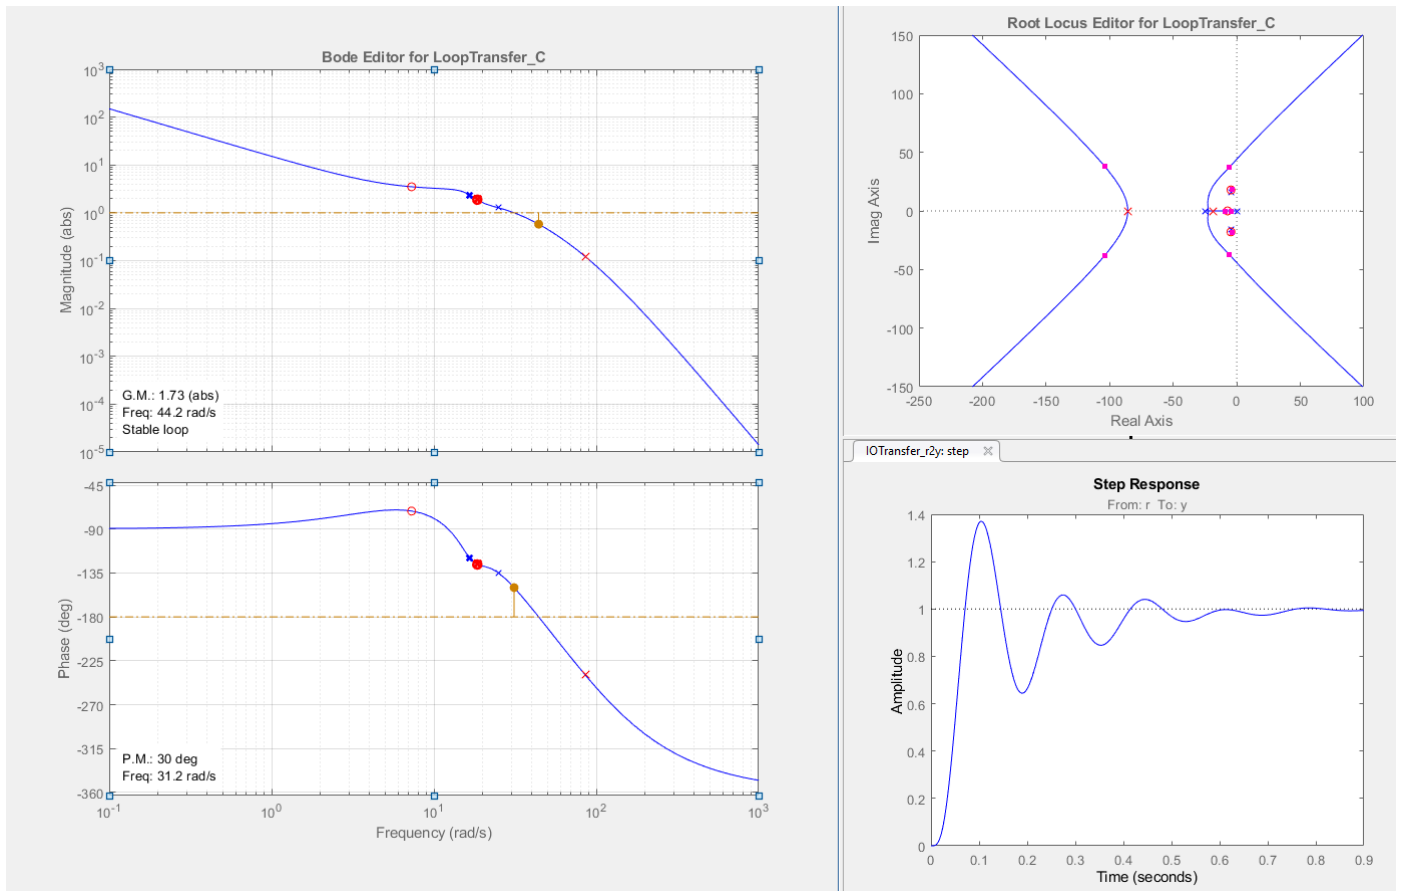 Bode Editor for LoopTransfer_C
10^3
10^2
10^1
10^0
10^-1
10^-2
10^-3
10^-4
10^-5
Magnitude (abs)
G.M.: 1.73 (abs)
Freq: 44.2 rad/s
Stable loop
-45
-90
-135
-180
-225
-270
-315
-360
Phase (deg)
P.M.: 30 deg
Freq: 31.2 rad/s
10^-1 10^0 10^1 10^2 10^3
Frequency (rad/s)
Root Locus Editor for LoopTransfer_C
150
100
50
0
-50
-100
-150
Imag Axis
-250 -200 -150 -100 -50 0 50 100
Real Axis
IOTransfer_r2y: step
Step Response
From: r To: y
1.4
1.2
1
0.8
0.6
0.4
0.2
0
Amplitude
0 0.1 0.2 0.3 0.4 0.5 0.6 0.7 0.8 0.9
Time (seconds)